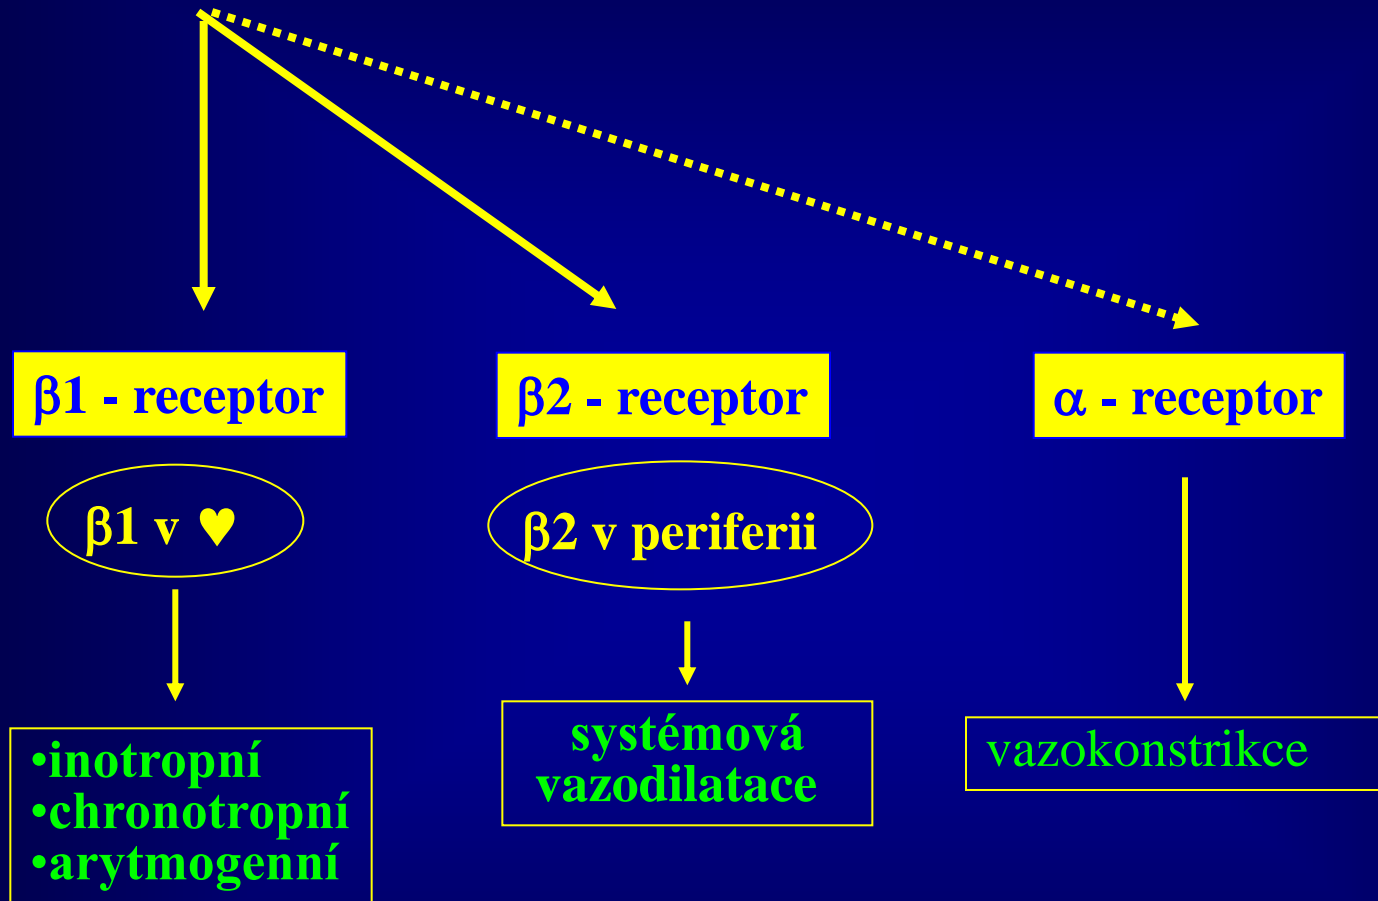 β1 - receptor
β2 - receptor
α - receptor
β1 v ♥
β2 v periferii
•inotropní
•chronotropní
•arytmogenní
systémová
vazodilatace
vazokonstrikce